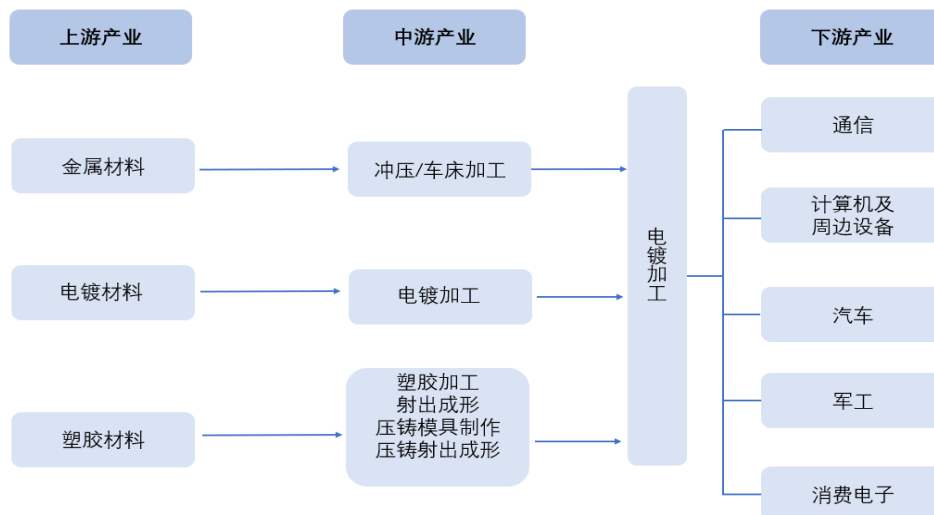 上游产业
中游产业
下游产业
金属材料
冲压/车床加工
电镀材料
电镀加工
塑胶材料
塑胶加工
射出成形
压铸模具制作
压铸射出成形
电镀加工
通信
计算机及
周边设备
汽车
军工
消费电子